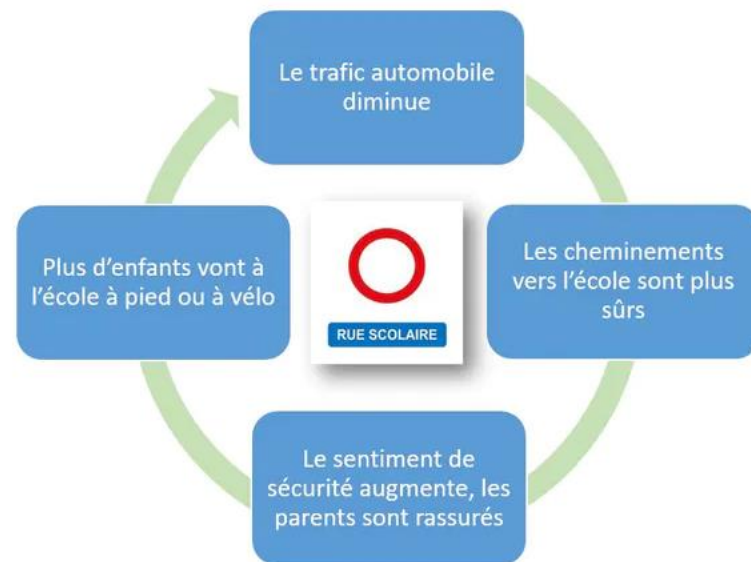 Le trafic automobile
diminue
Les cheminements
vers l’école sont plus
sûrs
Le sentiment de
sécurité augmente, les
parents sont rassurés
Plus d’enfants vont à
l’école à pied ou à vélo
RUE SCOLAIRE